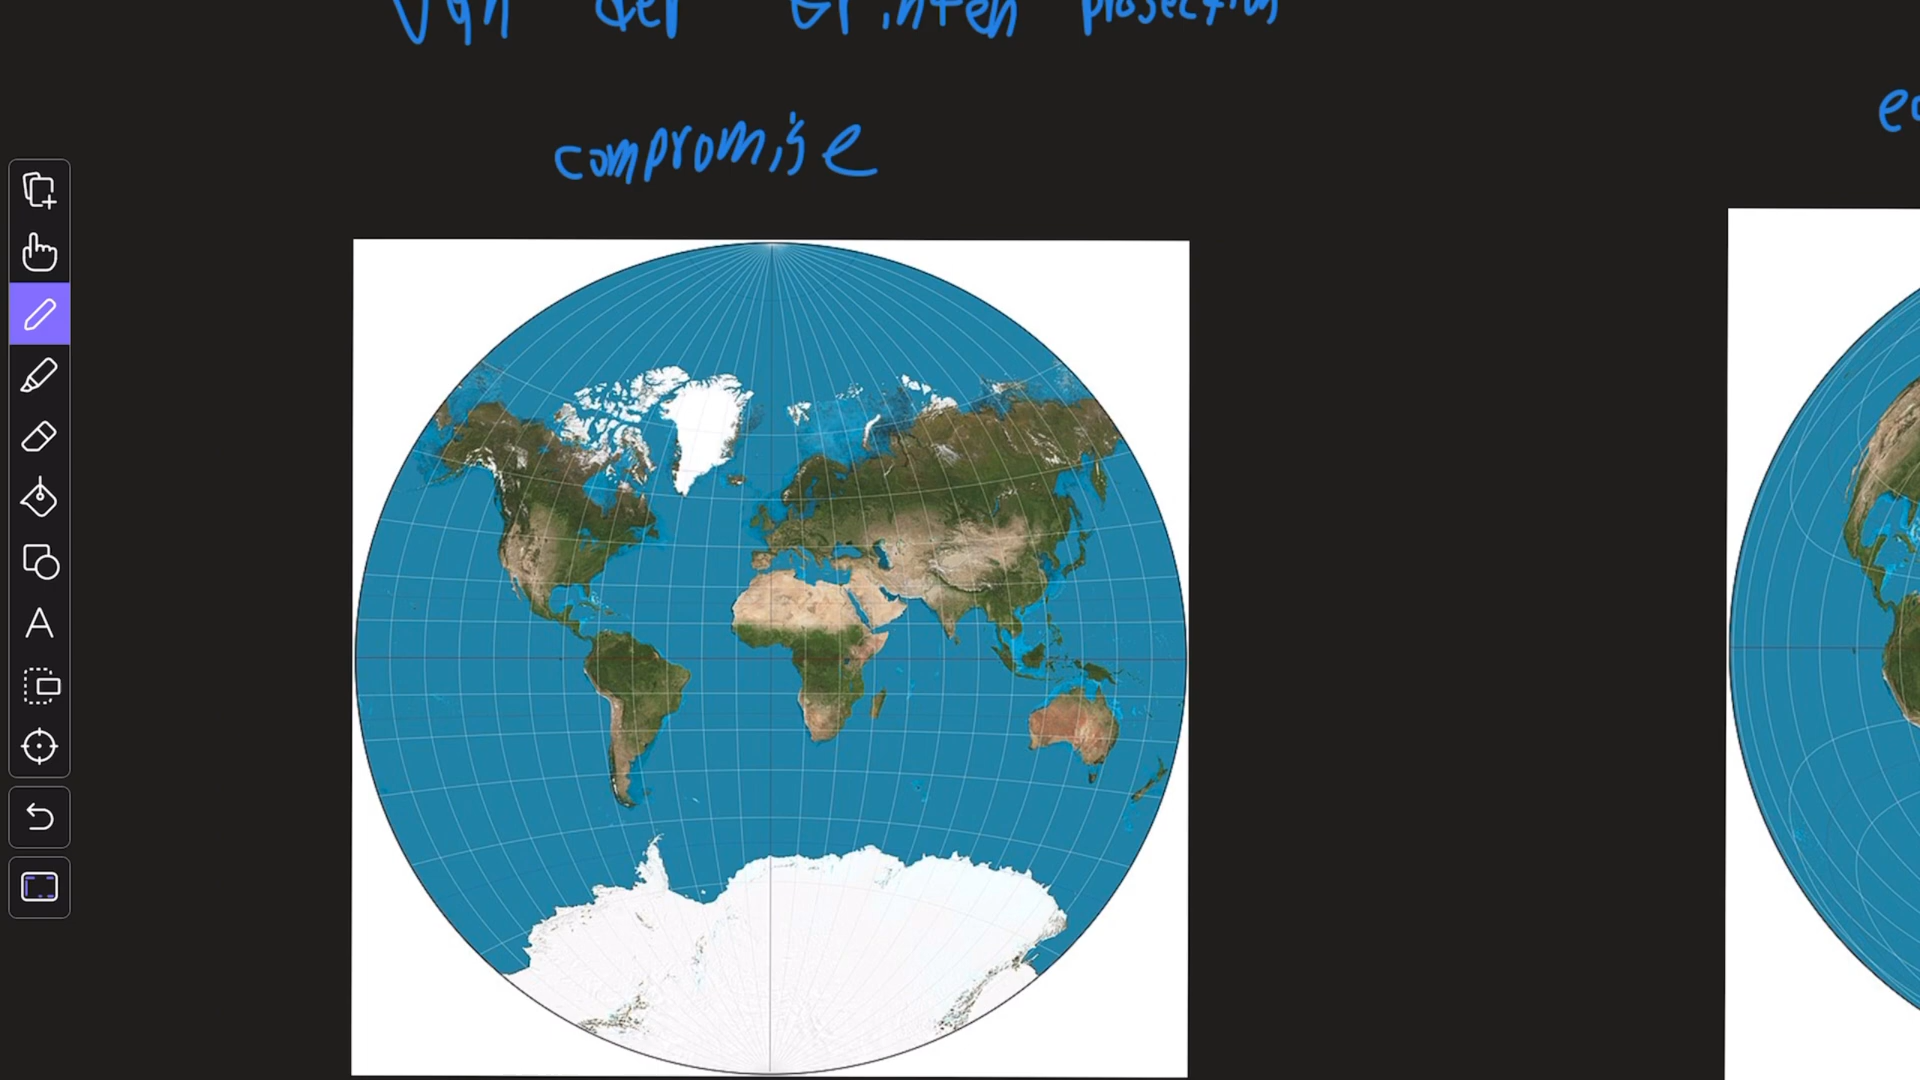 Van der Grinten projection
compromise